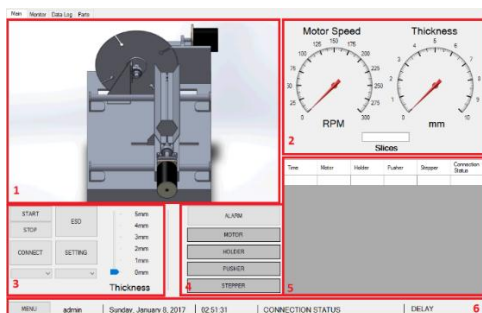 Main Monitor Data Log Parts
1
Motor Speed
0 25 50 75 100 125 150 175 200 225 250 275 300
RPM
Thickness
0 1 2 3 4 5 6 7 8 9 10
mm
Slices
2
START
STOP
ESD
CONNECT
SETTING
5mm
4mm
3mm
2mm
1mm
0mm
Thickness
3
ALARM
MOTOR
HOLDER
PUSHER
STEPPER
4
Time Motor Holder Pusher Stepper Connection Status
5
MENU admin Sunday, January 8, 2017 02:51:31 CONNECTION STATUS DELAY
6